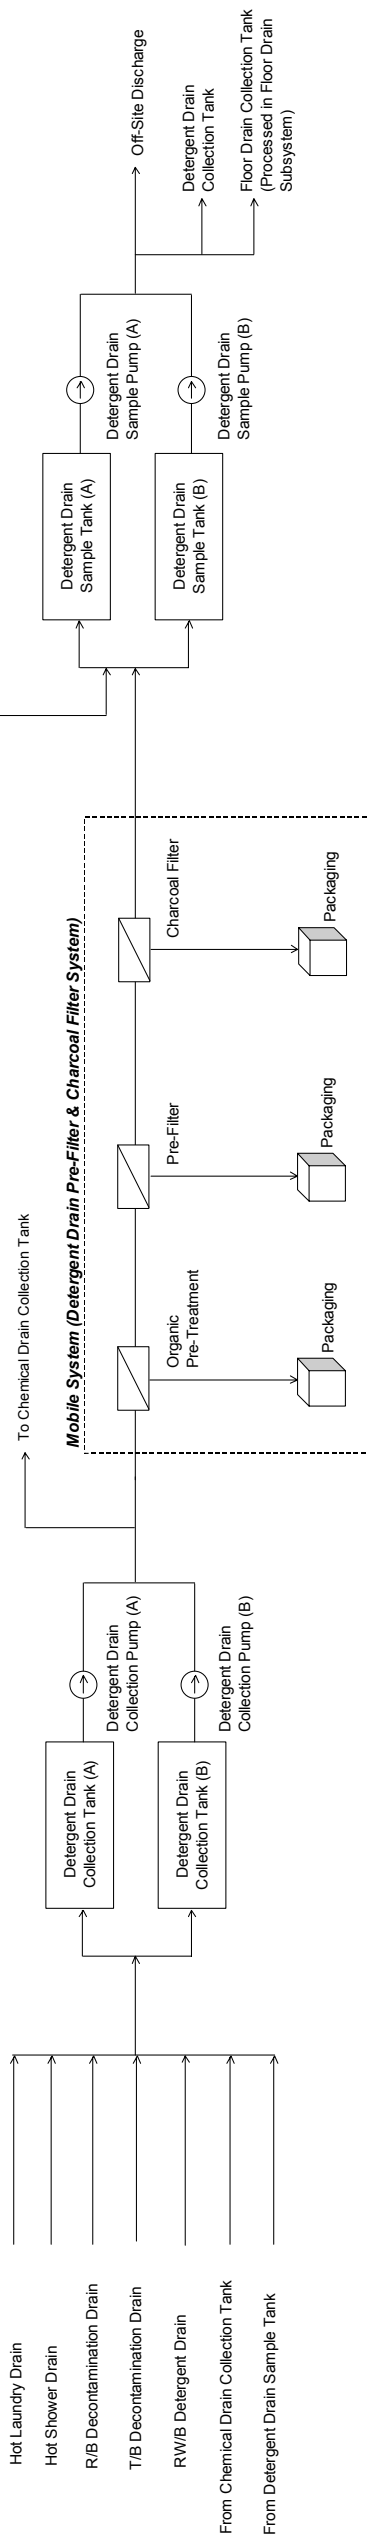 Hot Laundry Drain
Hot Shower Drain
R/B Decontamination Drain
T/B Decontamination Drain
RW/B Detergent Drain
From Chemical Drain Collection Tank
From Detergent Drain Sample Tank
Detergent Drain
Collection Tank (A)
Detergent Drain
Collection Tank (B)
Detergent Drain
Collection Pump (A)
Detergent Drain
Collection Pump (B)
To Chemical Drain Collection Tank
Mobile System (Detergent Drain Pre-Filter & Charcoal Filter System)
Organic
Pre-Treatment
Packaging
Pre-Filter
Packaging
Charcoal Filter
Packaging
Detergent Drain
Sample Tank (A)
Detergent Drain
Sample Tank (B)
Detergent Drain
Sample Pump (A)
Detergent Drain
Sample Pump (B)
Off-Site Discharge
Detergent Drain
Collection Tank
Floor Drain Collection Tank
(Processed in Floor Drain
Subsystem)